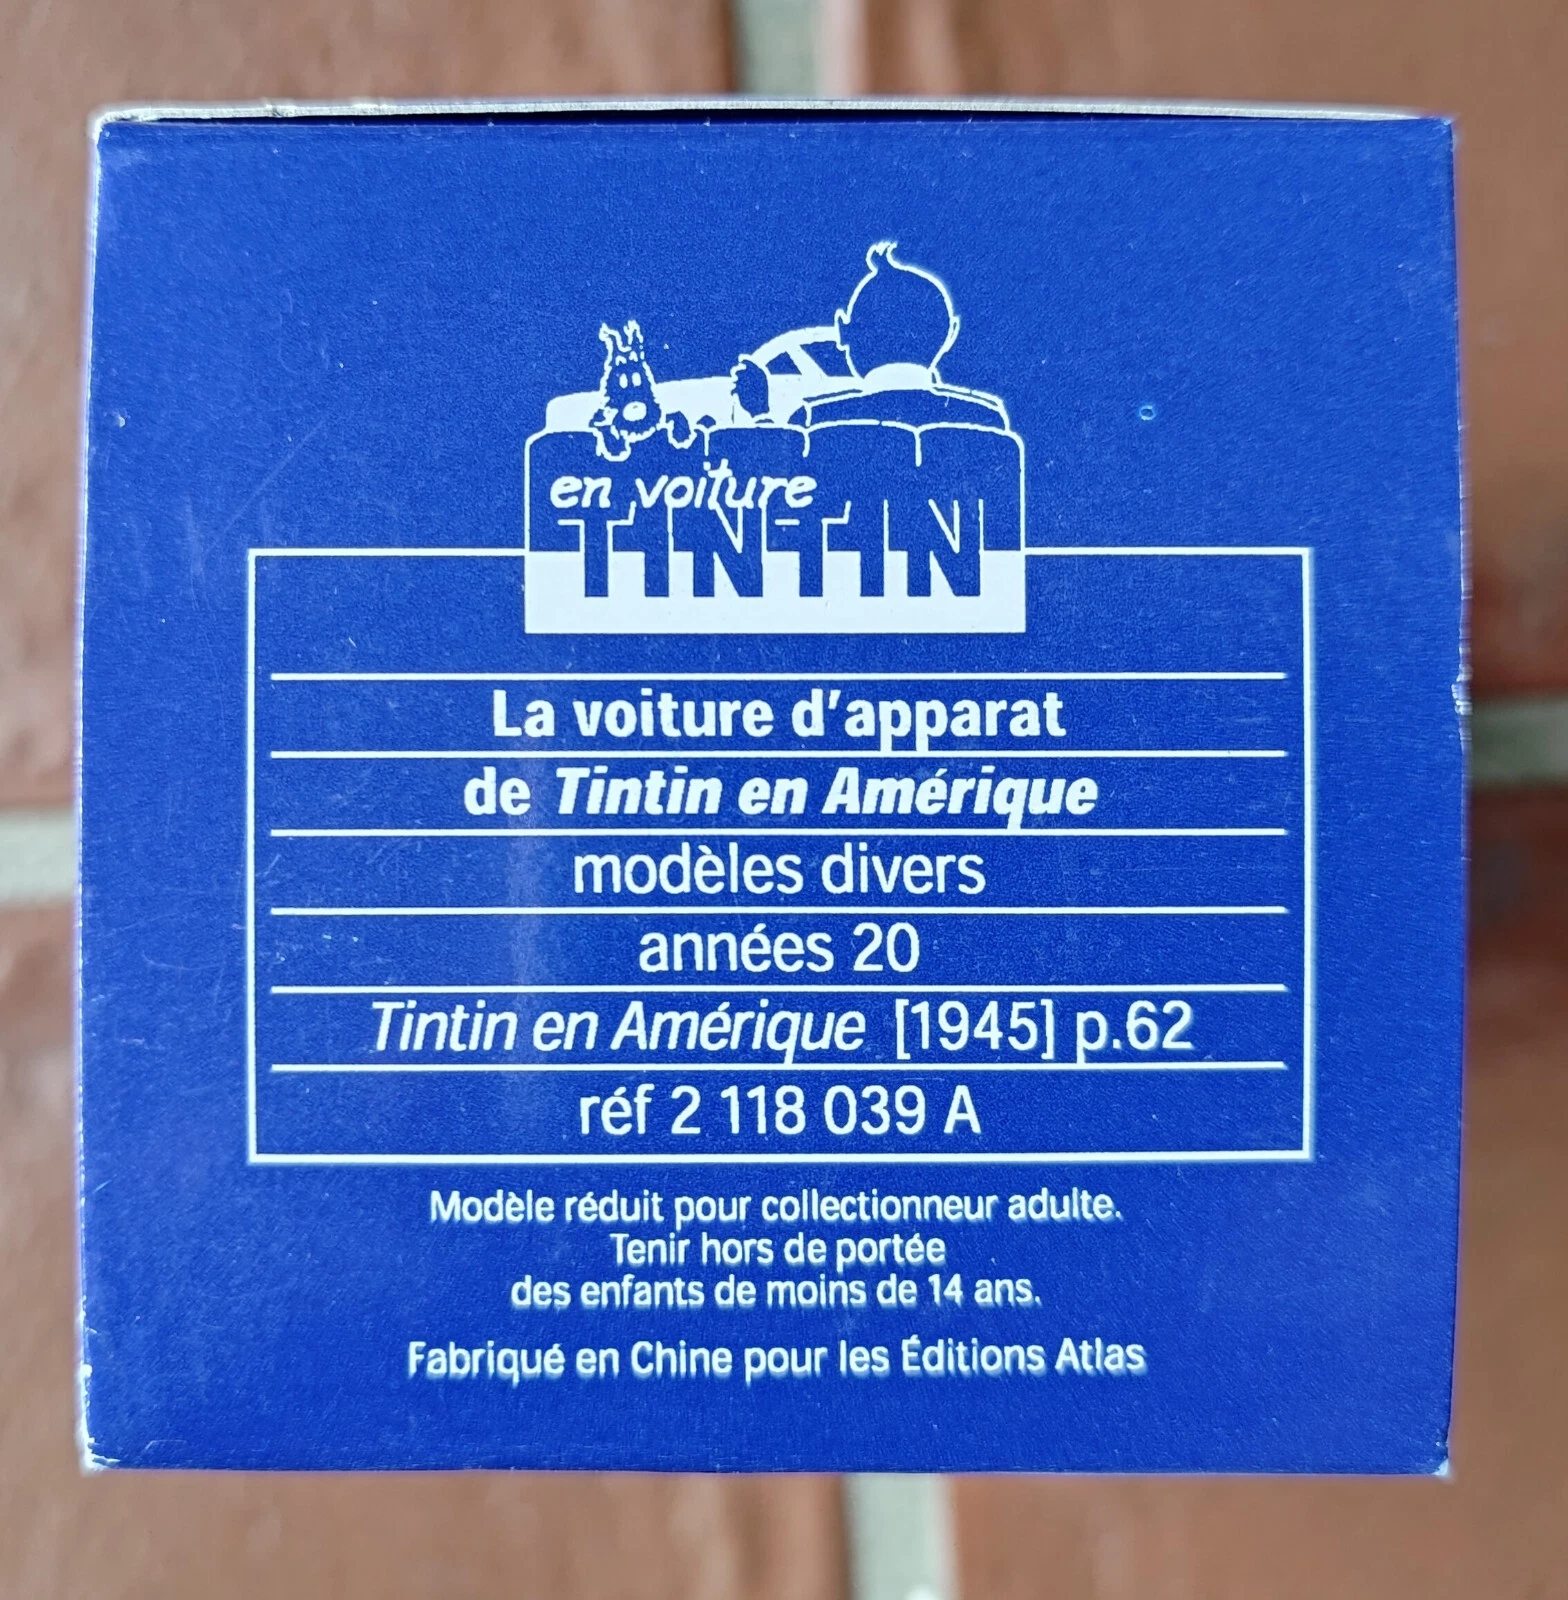 en voiture
TINTIN
La voiture d'apparat
de Tintin en Amérique
modèles divers
années 20
Tintin en Amérique [1945] p.62
réf 2 118 039 A
Modèle réduit pour collectionneur adulte.
Tenir hors de portée
des enfants de moins de 14 ans.
Fabriqué en Chine pour les Éditions Atlas